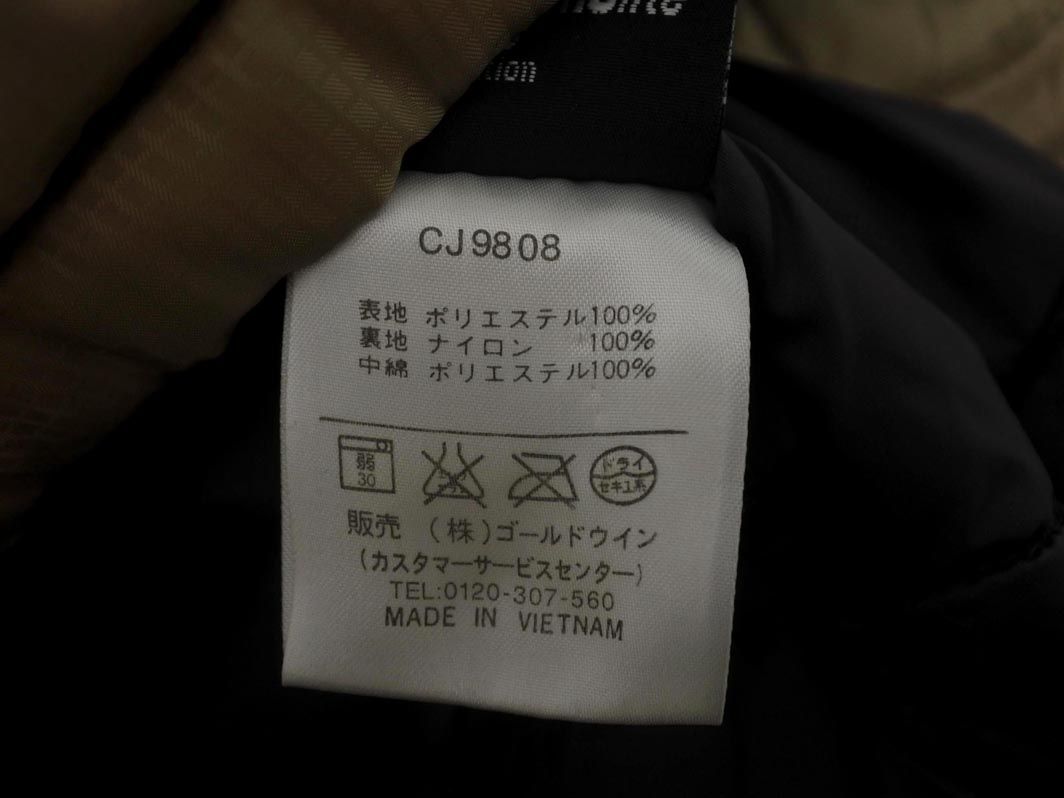 tion
CJ9808
表地 ポリエステル100%
裏地 ナイロン 100%
中綿 ポリエステル100%
弱
30
ドライ
セキユ系
販売 (株)ゴールドウイン
(カスタマーサービスセンター)
TEL:0120-307-560
MADE IN VIETNAM